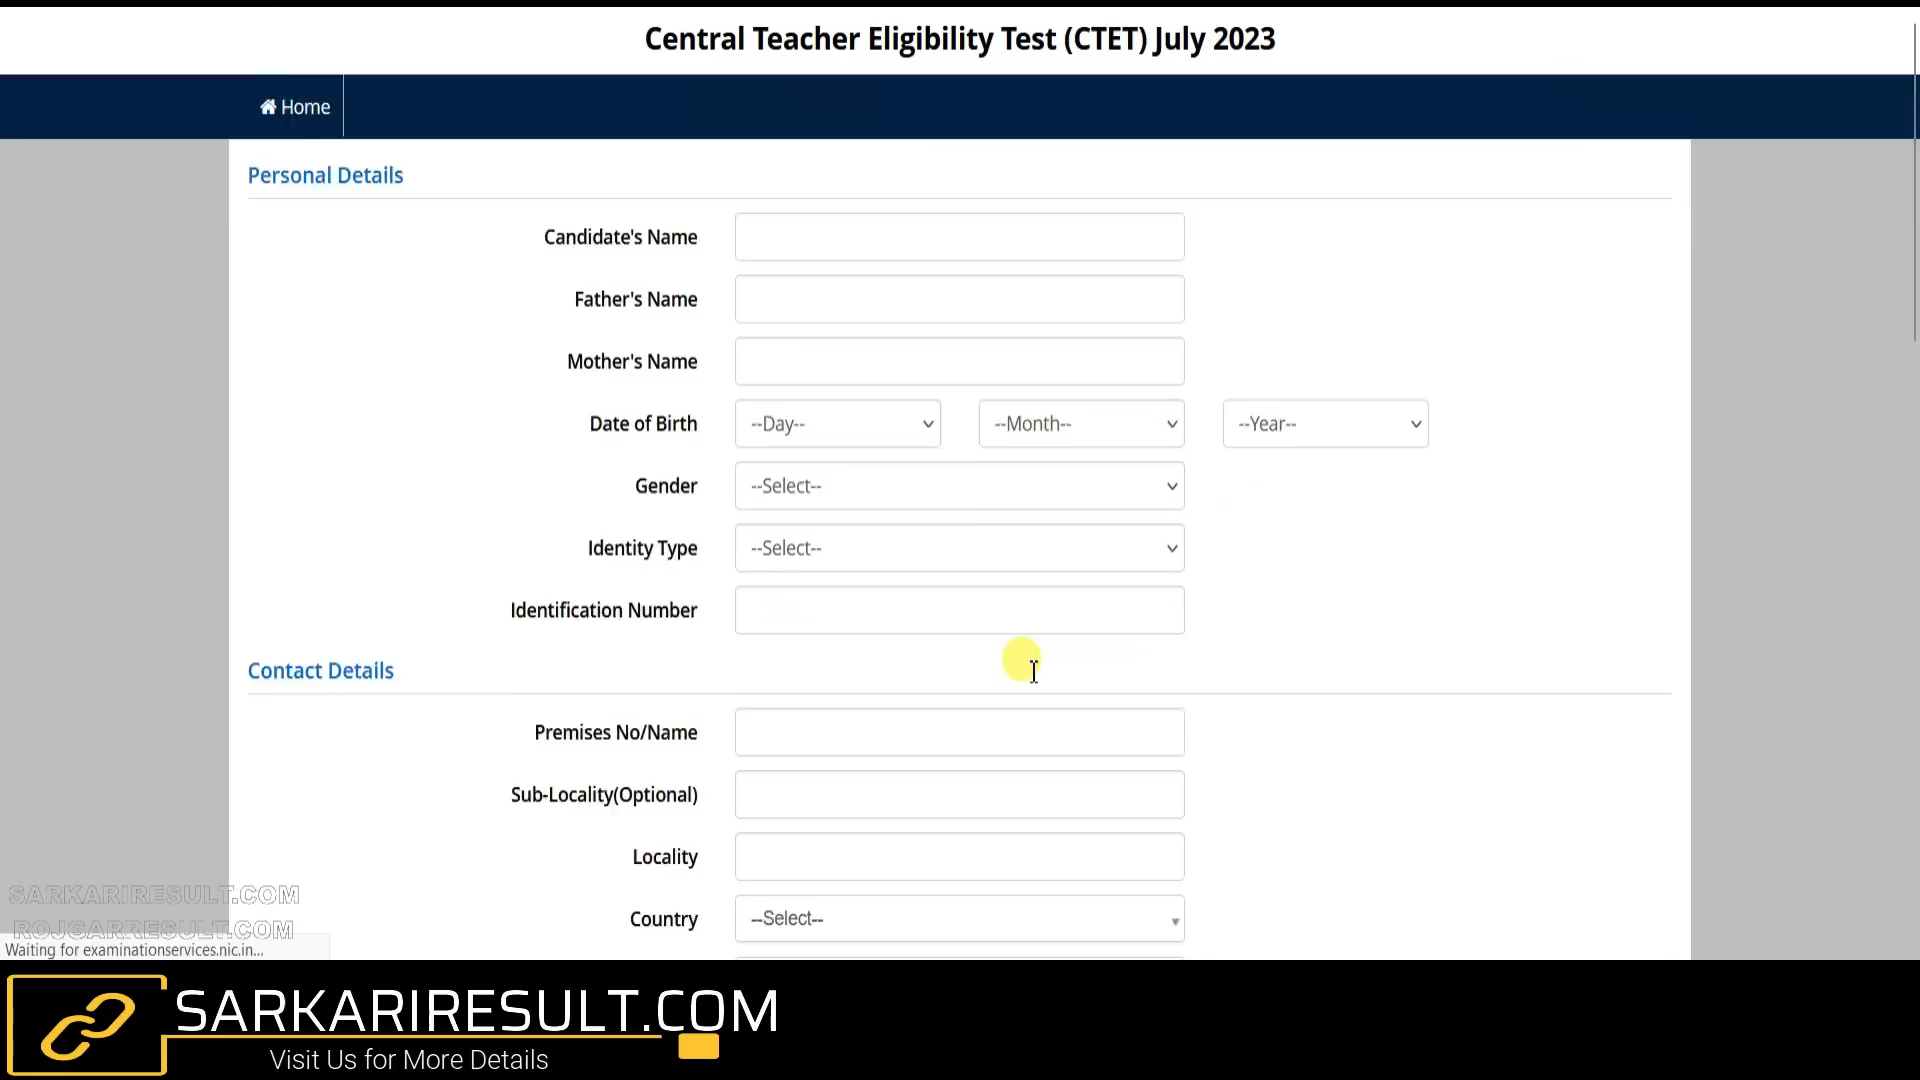 Central Teacher Eligibility Test (CTET) July 2023
Home
Personal Details
Candidate's Name
Father's Name
Mother's Name
Date of Birth --Day-- --Month-- --Year--
Gender --Select--
Identity Type --Select--
Identification Number
Contact Details
Premises No/Name
Sub-Locality(Optional)
Locality
Country --Select--
SARKARIRESULT.COM
ROJGARRESULT.COM
Waiting for examinationservices.nic.in...
SARKARIRESULT.COM
Visit Us for More Details